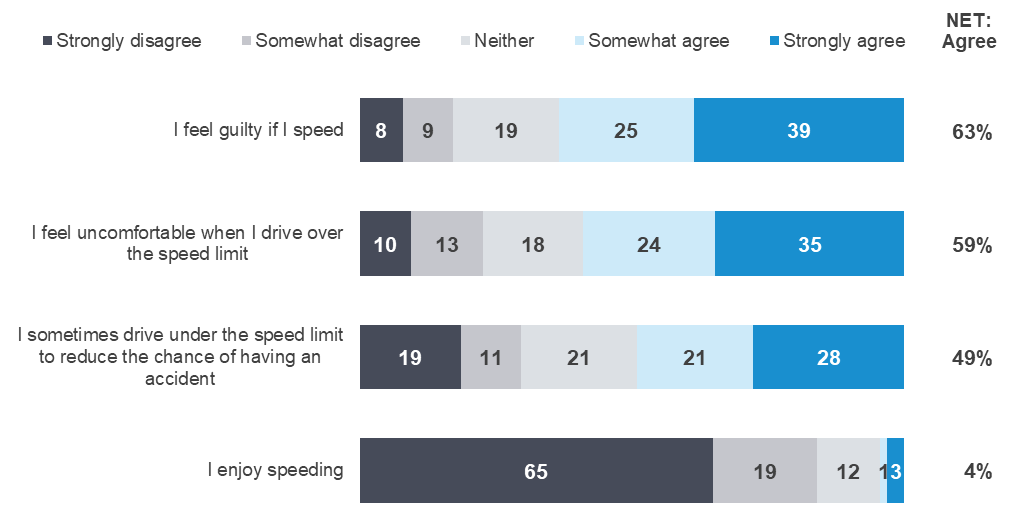 NET:
Strongly disagree Somewhat disagree Neither Somewhat agree Strongly agree Agree
I feel guilty if I speed 8 9 19 25 39 63%
I feel uncomfortable when I drive over
the speed limit 10 13 18 24 35 59%
I sometimes drive under the speed limit
to reduce the chance of having an 19 11 21 21 28 49%
accident
I enjoy speeding 65 19 12 1 3 4%